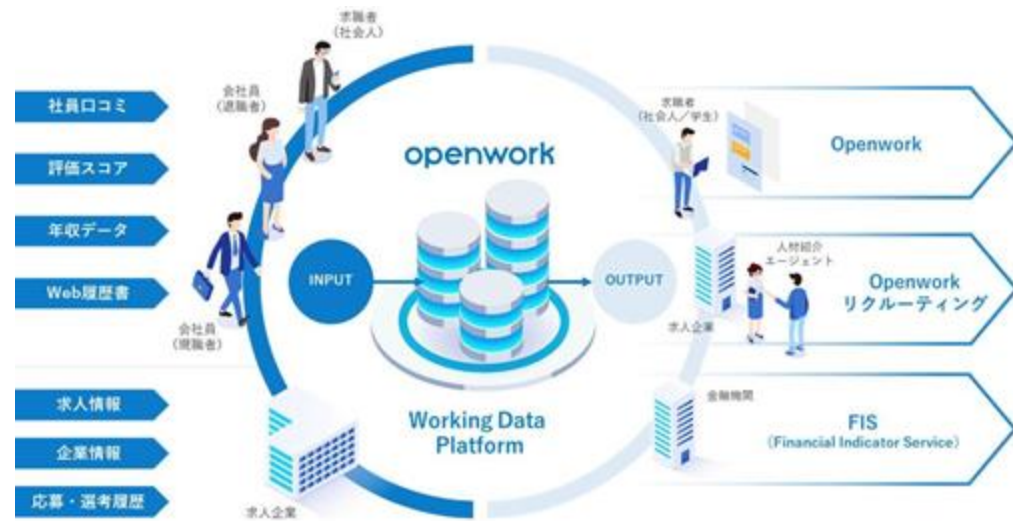 社員口コミ
評価スコア
年収データ
Web履歴書
求人情報
企業情報
応募・選考履歴
求職者
（社会人）
会社員
（退職者）
会社員
（現職者）
求人企業
openwork
INPUT
OUTPUT
Working Data
Platform
求職者
（社会人／学生）
Openwork
人材紹介
エージェント
求人企業
Openwork
リクルーティング
金融機関
FIS
（Financial Indicator Service）